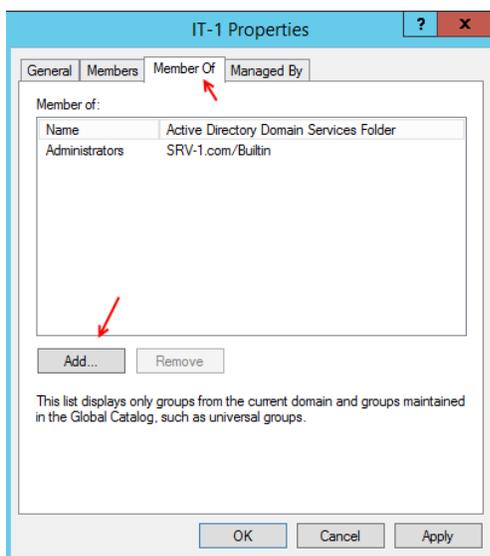 IT-1 Properties
? x
General Members Member Of Managed By
Member of:
Name Active Directory Domain Services Folder
Administrators SRV-1.com/Builtin
Add... Remove
This list displays only groups from the current domain and groups maintained
in the Global Catalog, such as universal groups.
OK Cancel Apply